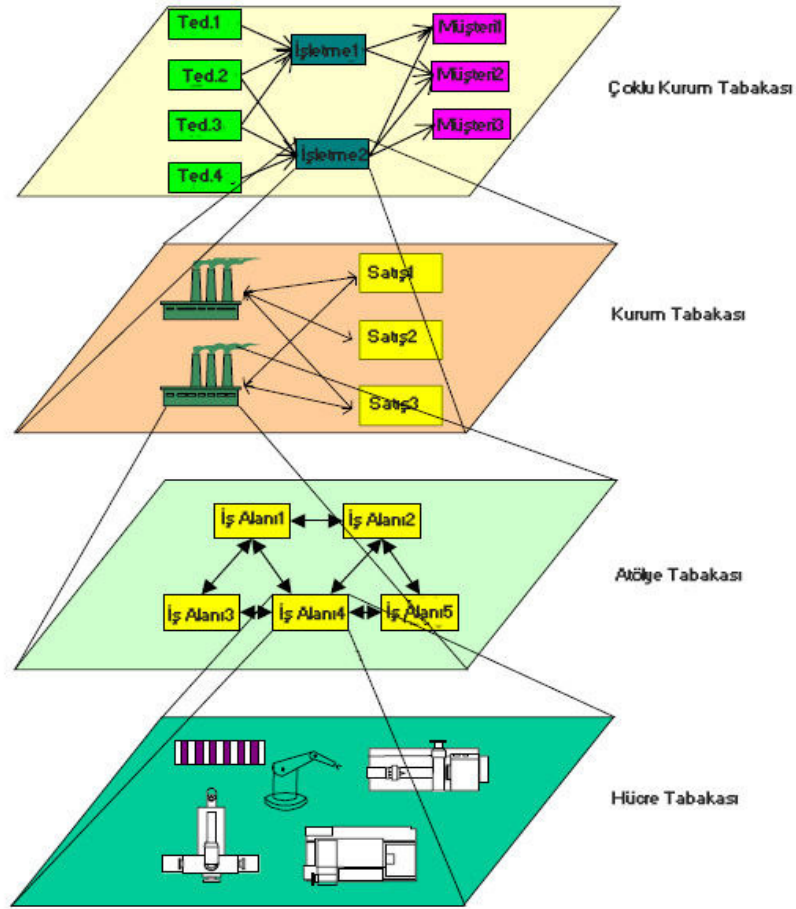 Ted.1
Ted.2
Ted.3
Ted.4
İşletme1
İşletme2
Müşteri1
Müşteri2
Müşteri3
Çoklu Kurum Tabakası
Satış1
Satış2
Satış3
Kurum Tabakası
İş Alanı1
İş Alanı2
İş Alanı3
İş Alanı4
İş Alanı5
Atölye Tabakası
Hücre Tabakası